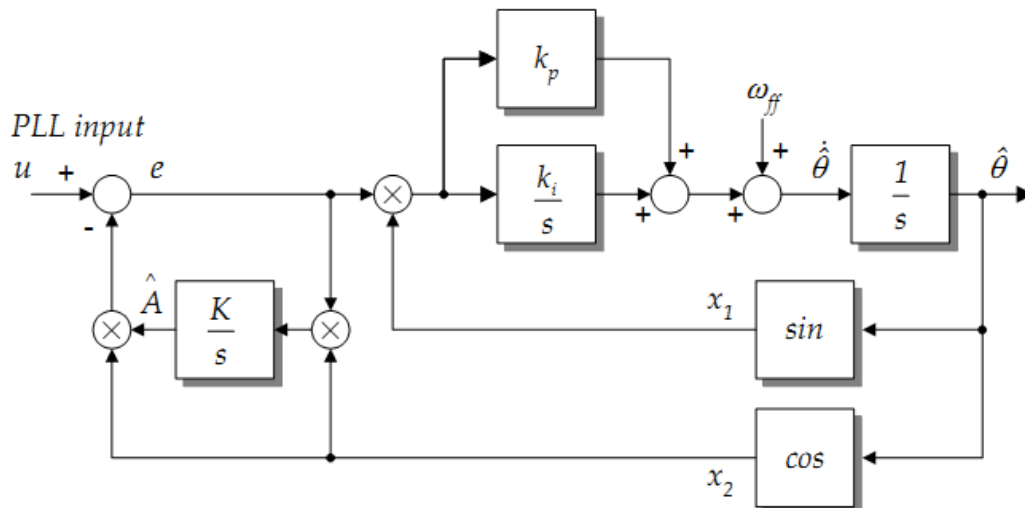 k_p
ω_ff
PLL input
u + e
k_i
s
+ + + +
θ̂̇
1
s
θ̂
-
Â
K
s
x_1
sin
x_2
cos